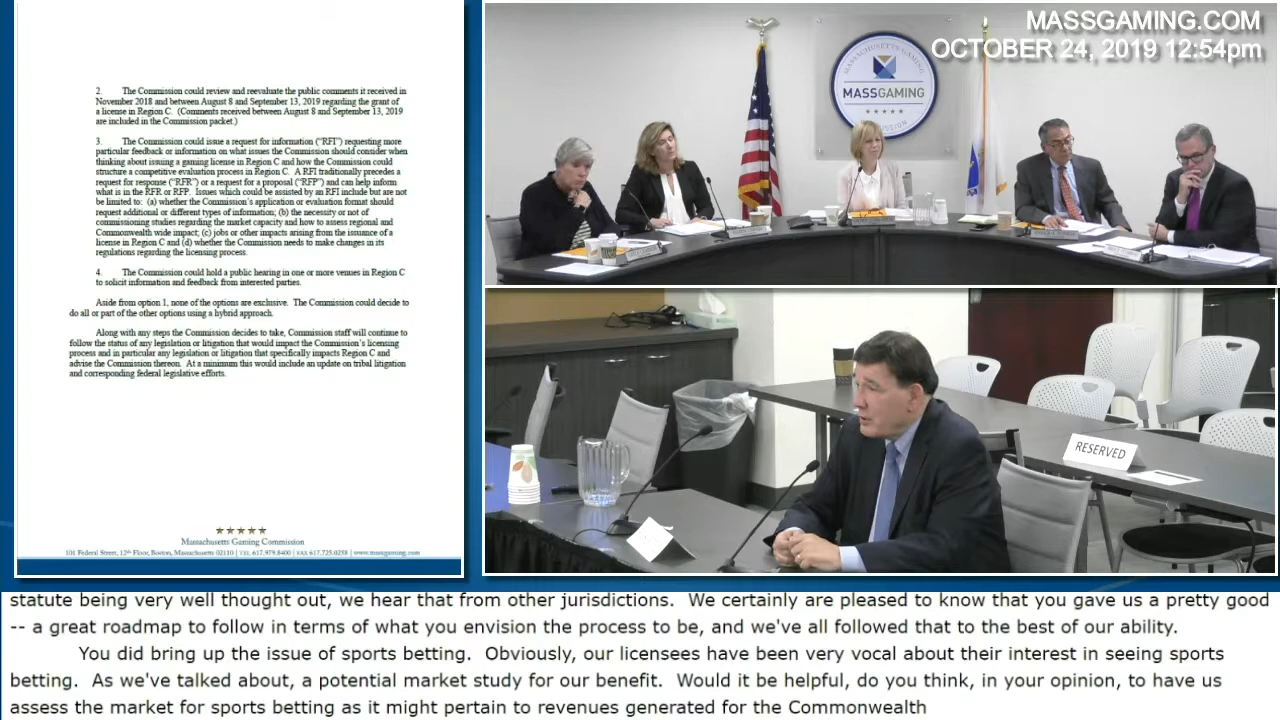 2. The Commission could review and reevaluate the public comments it received in
November 2018 and between August 8 and September 13, 2019 regarding the grant of
a license in Region C. (Comments received between August 8 and September 13, 2019
are included in the Commission packet.)
3. The Commission could issue a request for information ("RFI") requesting more
particular feedback or information on what issues the Commission should consider when
thinking about issuing a gaming license in Region C and how the Commission could
structure a competitive evaluation process in Region C. A RFI traditionally precedes a
request for response ("RFR") or a request for a proposal ("RFP") and can help inform
what is in the RFR or RFP. Issues which could be assisted by an RFI include but are not
be limited to: (a) whether the Commission's application or evaluation format should
request additional or different types of information; (b) the necessity or not of
commissioning studies regarding the market capacity and how to assess regional and
Commonwealth wide impact; (c) jobs or other impacts arising from the issuance of a
license in Region C and (d) whether the Commission needs to make changes in its
regulations regarding the licensing process.
4. The Commission could hold a public hearing in one or more venues in Region C
to solicit information and feedback from interested parties.
Aside from option 1, none of the options are exclusive. The Commission could decide to
do all or part of the other options using a hybrid approach.
Along with any steps the Commission decides to take, Commission staff will continue to
follow the status of any legislation or litigation that would impact the Commission's licensing
process and in particular any legislation or litigation that specifically impacts Region C and
advise the Commission thereon. At a minimum this would include an update on tribal litigation
and corresponding federal legislative efforts.
★★★★★
Massachusetts Gaming Commission
101 Federal Street, 12th Floor, Boston, Massachusetts 02110 | TEL 617.979.8400 | FAX 617.725.0258 | www.massgaming.com
MASSGAMING.COM
OCTOBER 24, 2019 12:54pm
MASSACHUSETTS GAMING
MASSGAMING
RESERVED
statute being very well thought out, we hear that from other jurisdictions. We certainly are pleased to know that you gave us a pretty good
-- a great roadmap to follow in terms of what you envision the process to be, and we've all followed that to the best of our ability.
You did bring up the issue of sports betting. Obviously, our licensees have been very vocal about their interest in seeing sports
betting. As we've talked about, a potential market study for our benefit. Would it be helpful, do you think, in your opinion, to have us
assess the market for sports betting as it might pertain to revenues generated for the Commonwealth